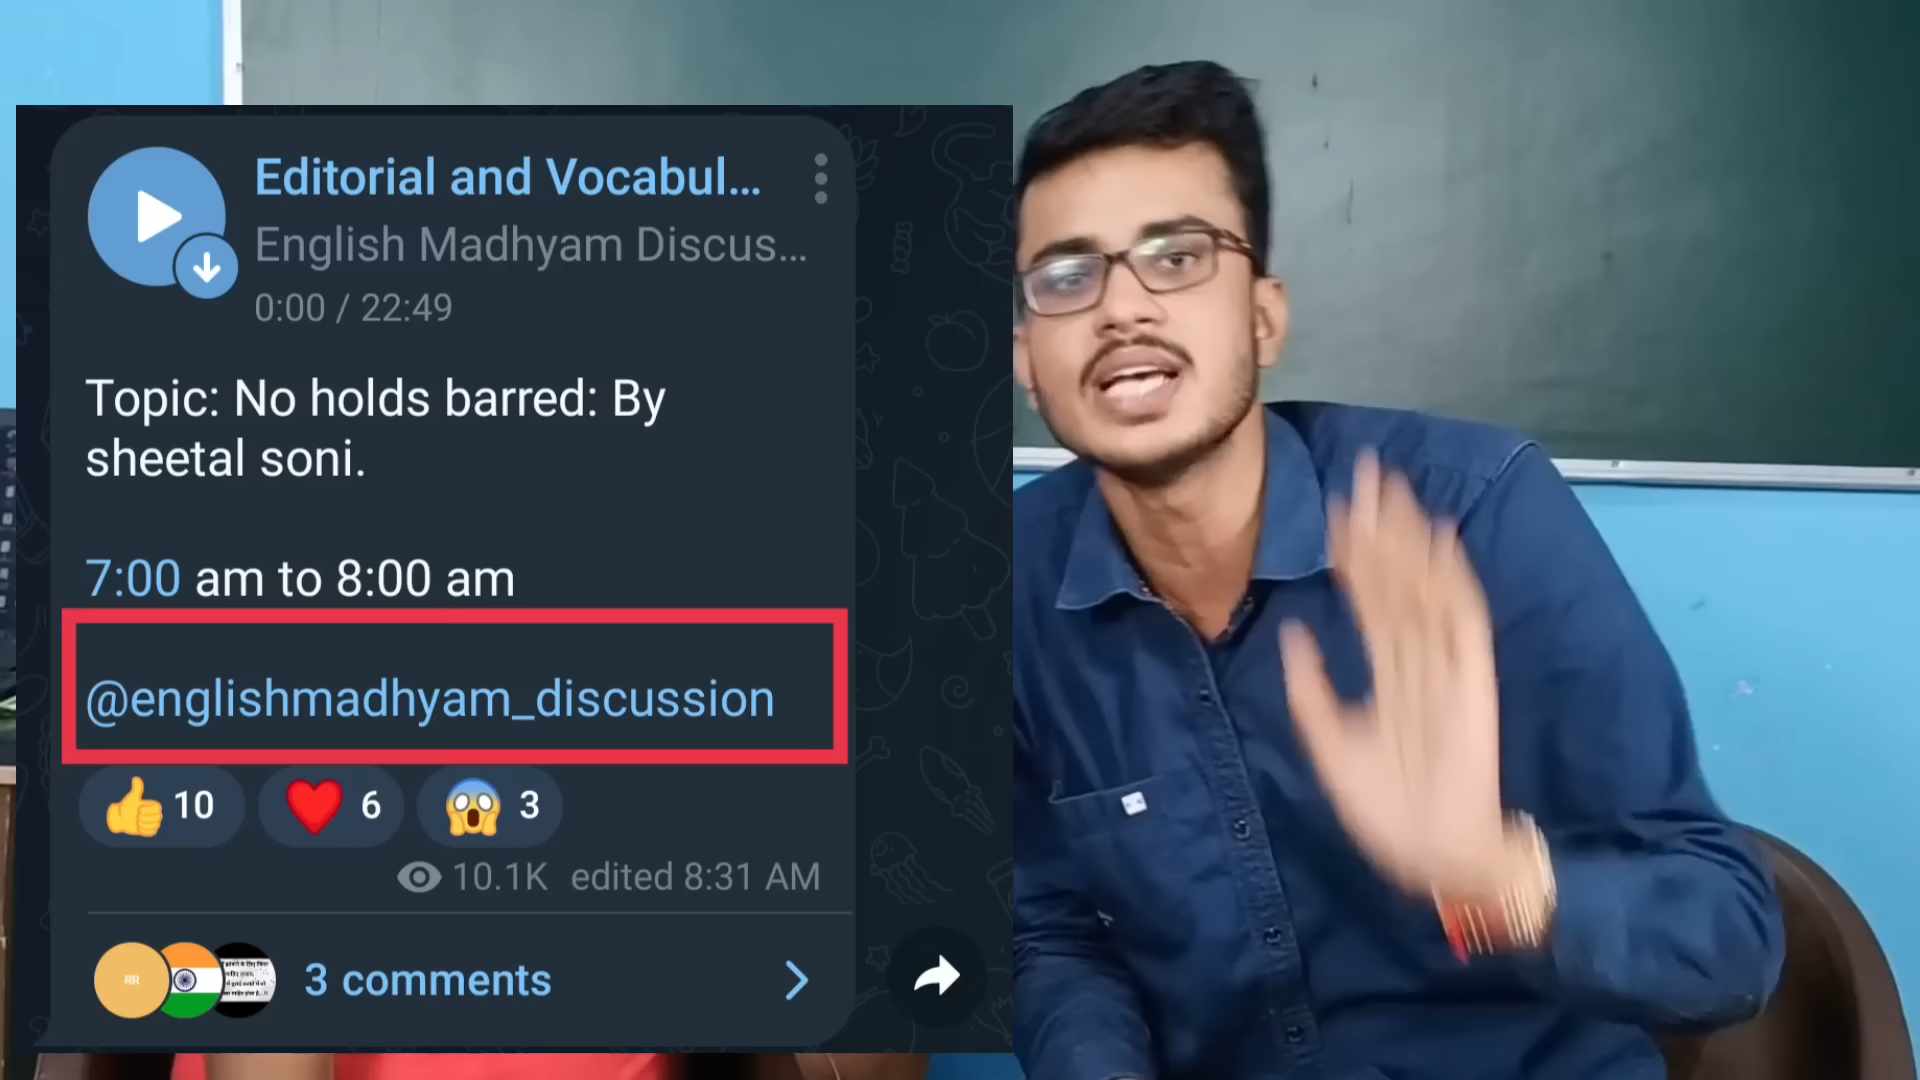 Editorial and Vocabul...
English Madhyam Discus...
0:00 / 22:49
Topic: No holds barred: By
sheetal soni.
7:00 am to 8:00 am
@englishmadhyam_discussion
10 6 3
10.1K edited 8:31 AM
RR
3 comments